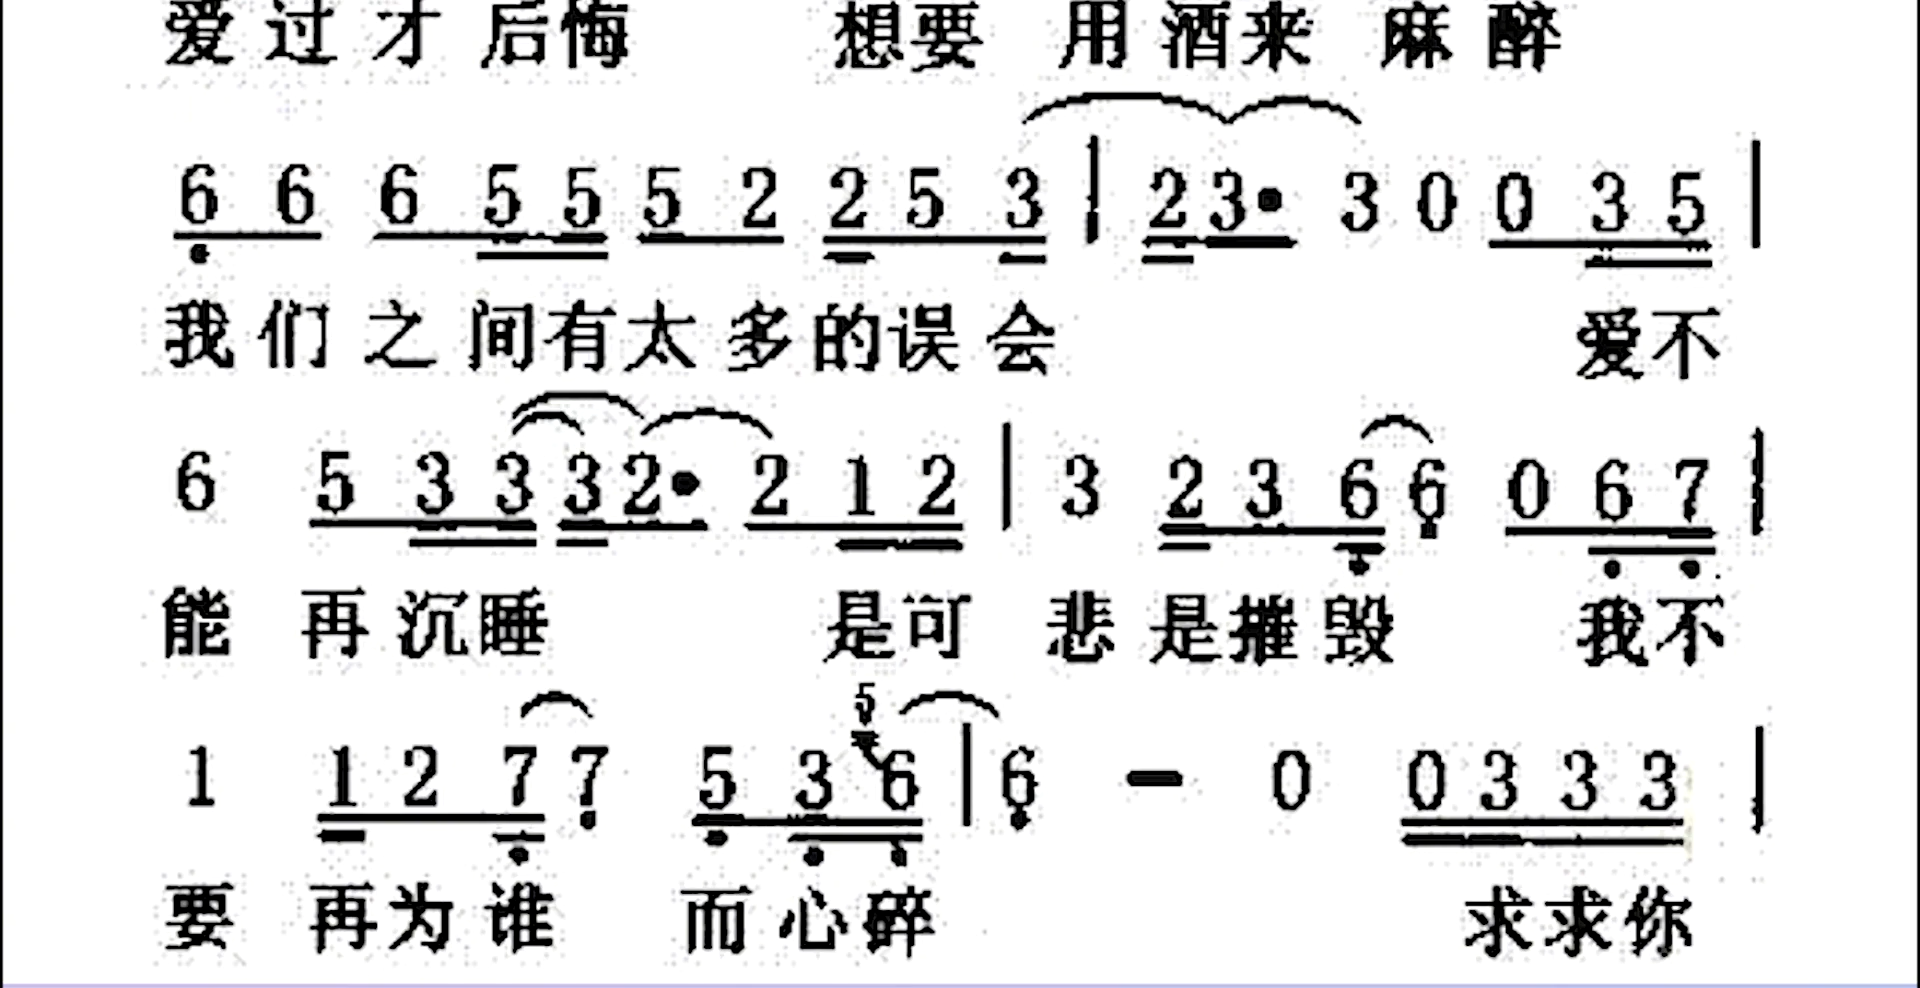 爱过才后悔 想要用酒来麻醉
6 6 6 5 5 5 2 2 5 3 | 2 3· 3 0 0 3 5 |
我们之间有太多的误会 爱不
6 5 3 3 3 2· 2 1 2 | 3 2 3 6 6 0 6 7 |
能 再沉睡 是可 悲是摧毁 我不
5
1 1 2 7 7 5 3 6 | 6 - 0 0 3 3 3 |
要 再为谁 而心碎 求求你